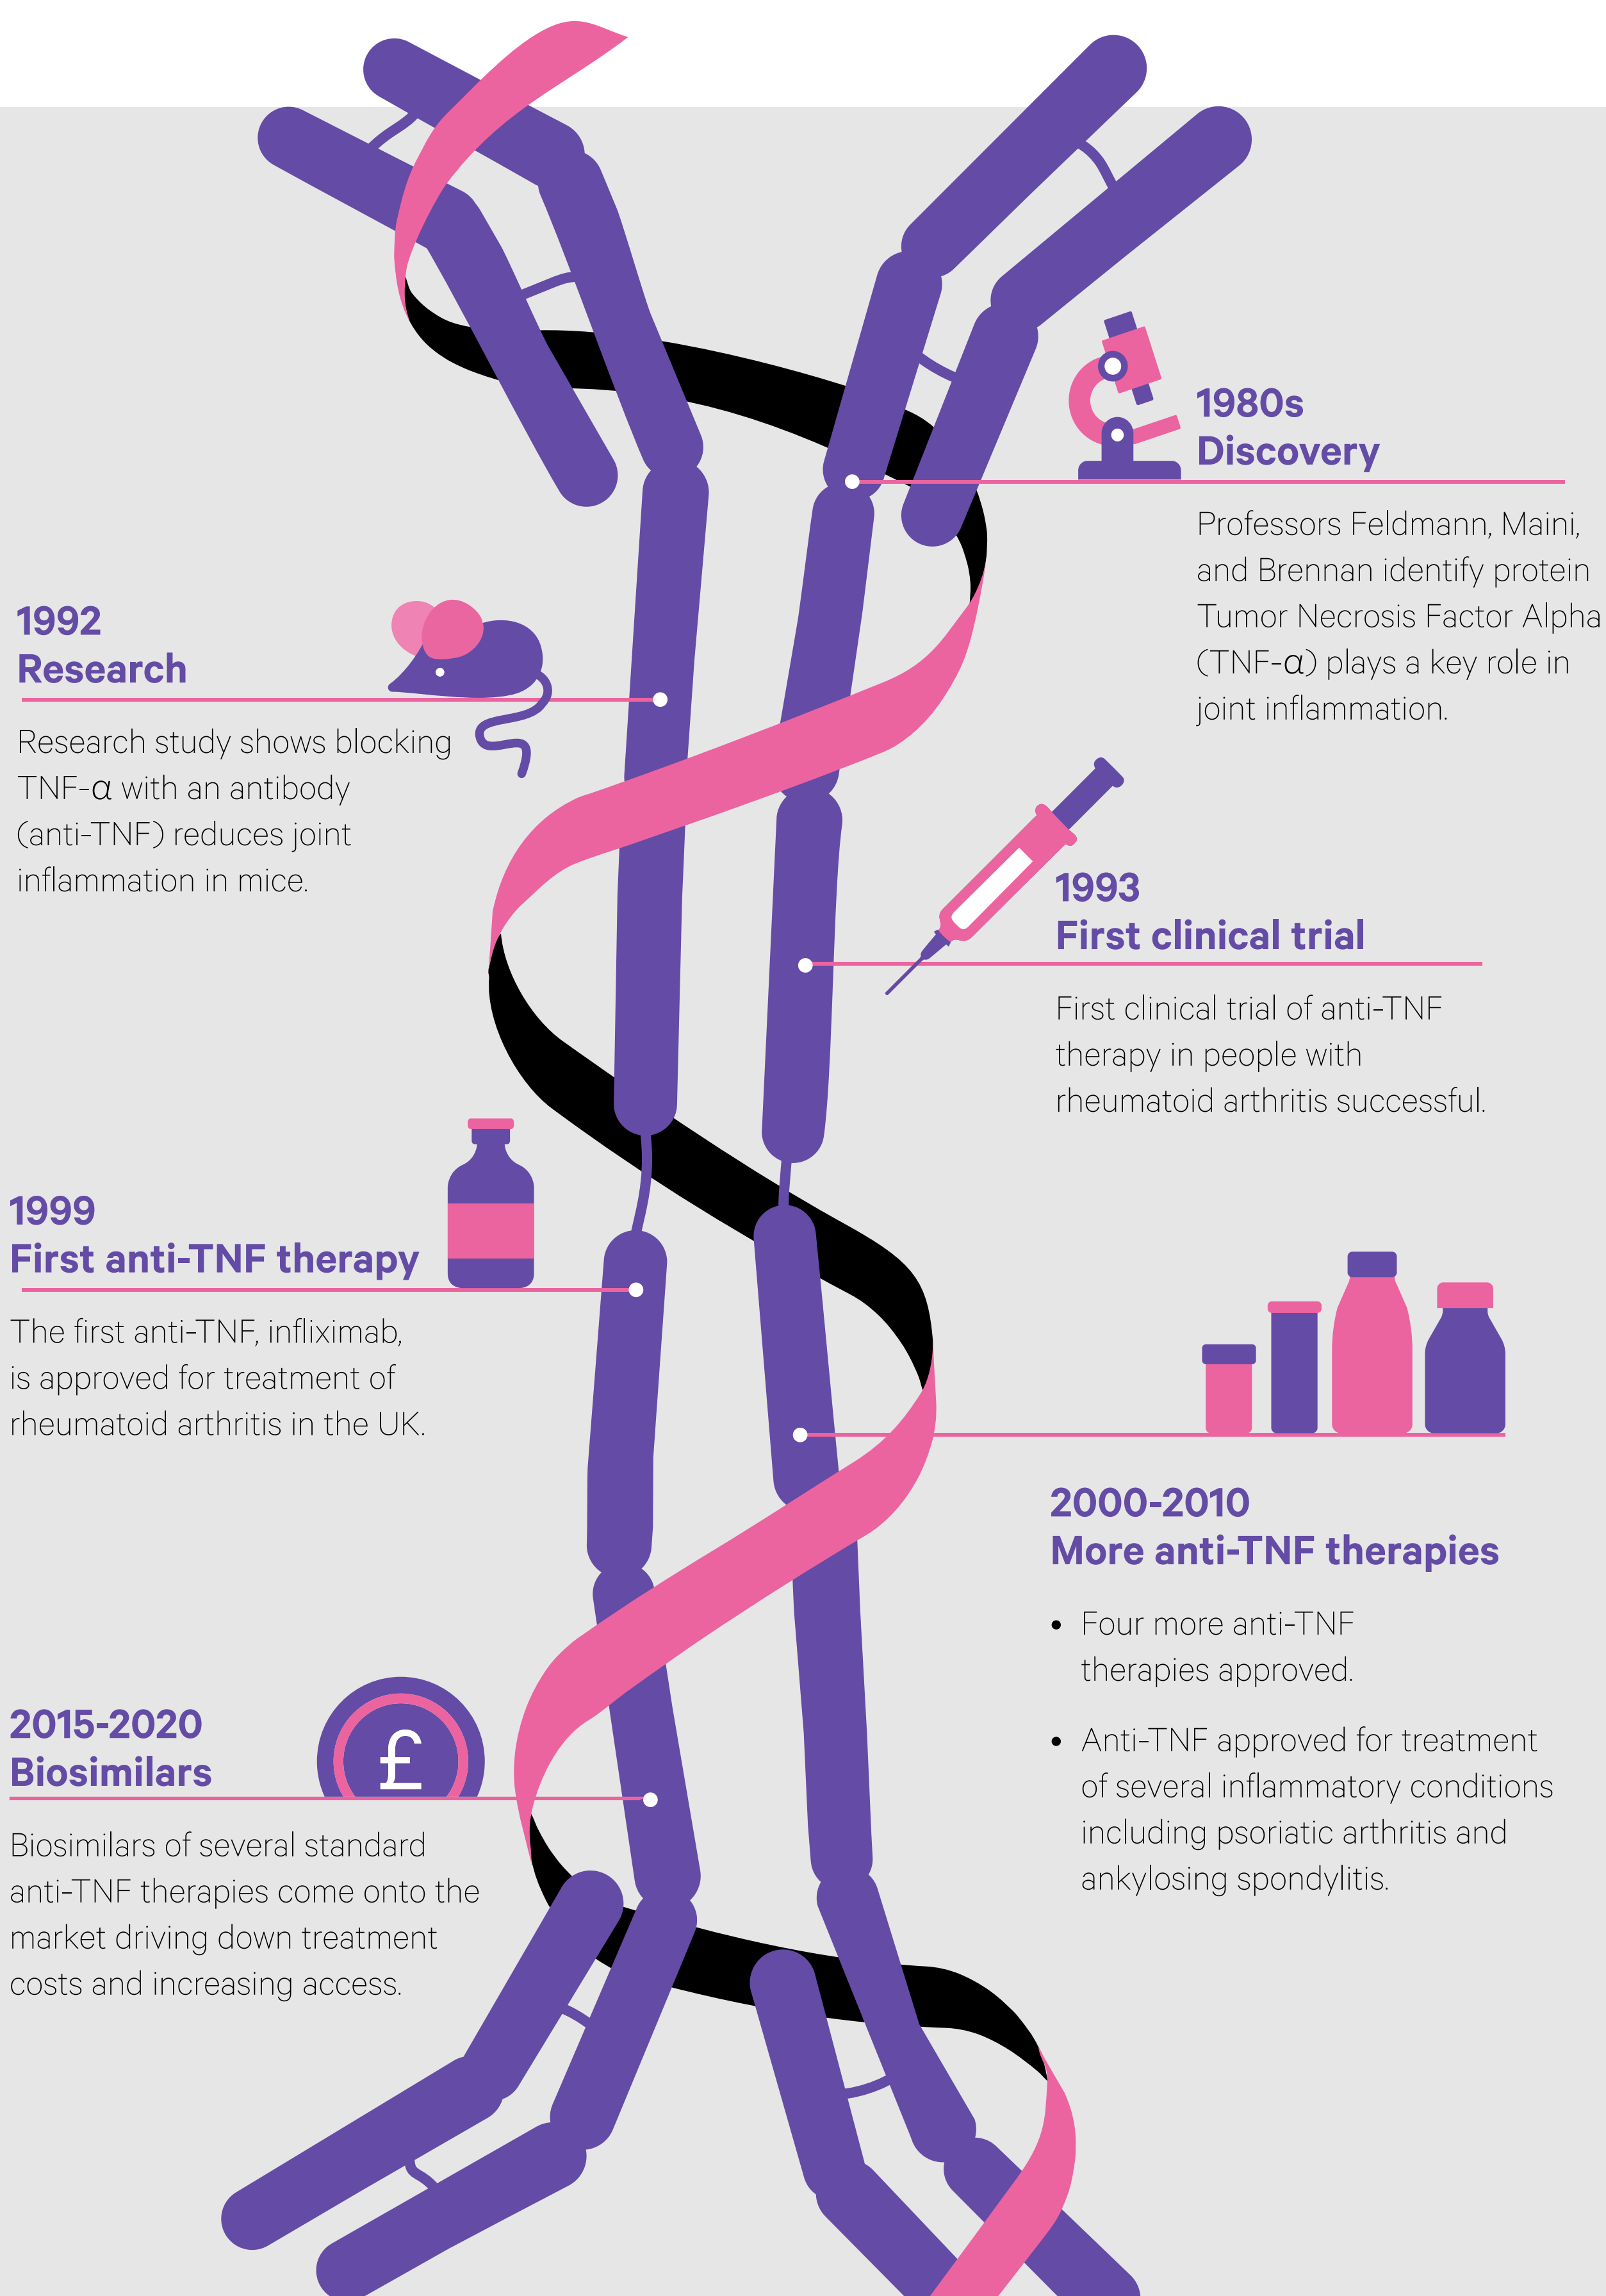 1980s
Discovery
Professors Feldmann, Maini,
and Brennan identify protein
Tumor Necrosis Factor Alpha
(TNF-α) plays a key role in
joint inflammation.
1992
Research
Research study shows blocking
TNF-α with an antibody
(anti-TNF) reduces joint
inflammation in mice.
1993
First clinical trial
First clinical trial of anti-TNF
therapy in people with
rheumatoid arthritis successful.
1999
First anti-TNF therapy
The first anti-TNF, infliximab,
is approved for treatment of
rheumatoid arthritis in the UK.
2000-2010
More anti-TNF therapies
• Four more anti-TNF
therapies approved.
• Anti-TNF approved for treatment
of several inflammatory conditions
including psoriatic arthritis and
ankylosing spondylitis.
2015-2020
Biosimilars
£
Biosimilars of several standard
anti-TNF therapies come onto the
market driving down treatment
costs and increasing access.